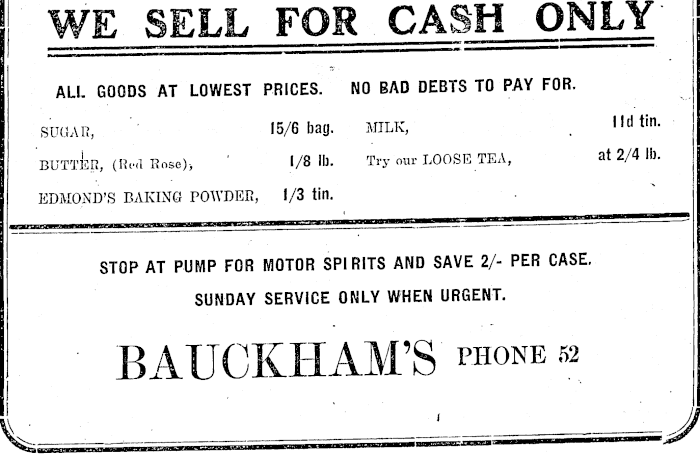 WE SELL FOR CASH ONLY
ALL GOODS AT LOWEST PRICES. NO BAD DEBTS TO PAY FOR.
SUGAR, 15/6 bag.
BUTTER, (Red Rose), 1/8 lb.
EDMOND'S BAKING POWDER, 1/3 tin.
MILK, 11d tin.
Try our LOOSE TEA, at 2/4 lb.
STOP AT PUMP FOR MOTOR SPIRITS AND SAVE 2/- PER CASE.
SUNDAY SERVICE ONLY WHEN URGENT.
BAUCKHAM'S PHONE 52